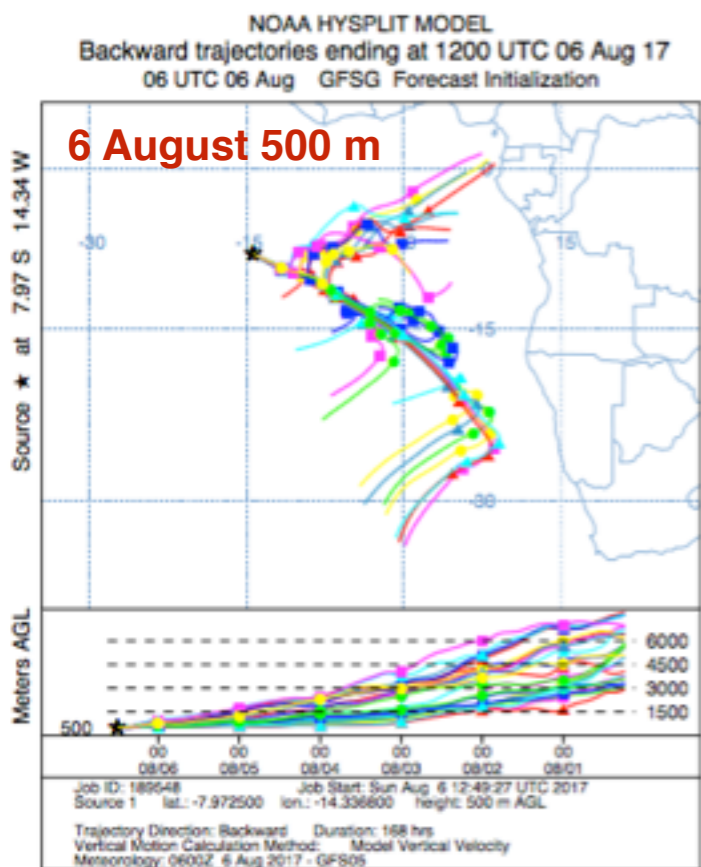 NOAA HYSPLIT MODEL
Backward trajectories ending at 1200 UTC 06 Aug 17
06 UTC 06 Aug GFSG Forecast Initialization
6 August 500 m
-30
-15
0
15
-15
-30
Source ★ at 7.97 S 14.34 W
Meters AGL
6000
4500
3000
1500
500
00 00 00 00 00 00
08/06 08/05 08/04 08/03 08/02 08/01
Job ID: 189548 Job Start: Sun Aug 6 12:49:27 UTC 2017
Source 1 lat.: -7.972500 lon.: -14.336600 height: 500 m AGL
Trajectory Direction: Backward Duration: 168 hrs
Vertical Motion Calculation Method: Model Vertical Velocity
Meteorology: 0600Z 6 Aug 2017 - GFS05